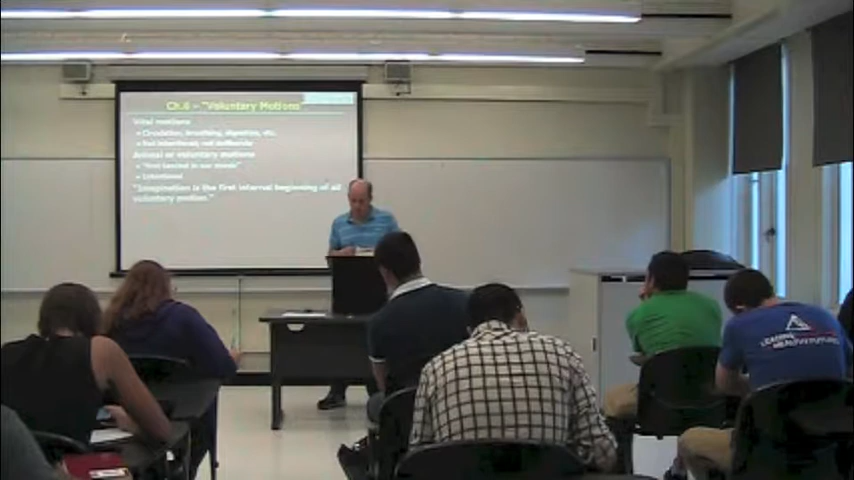 Ch.6 – "Voluntary Motions"
Vital motions
Circulation, breathing, digestion, etc.
Not intentional, not deliberate
Animal or voluntary motions
"first fancied in our minds"
Intentional
"Imagination is the first internal beginning of all
voluntary motion."